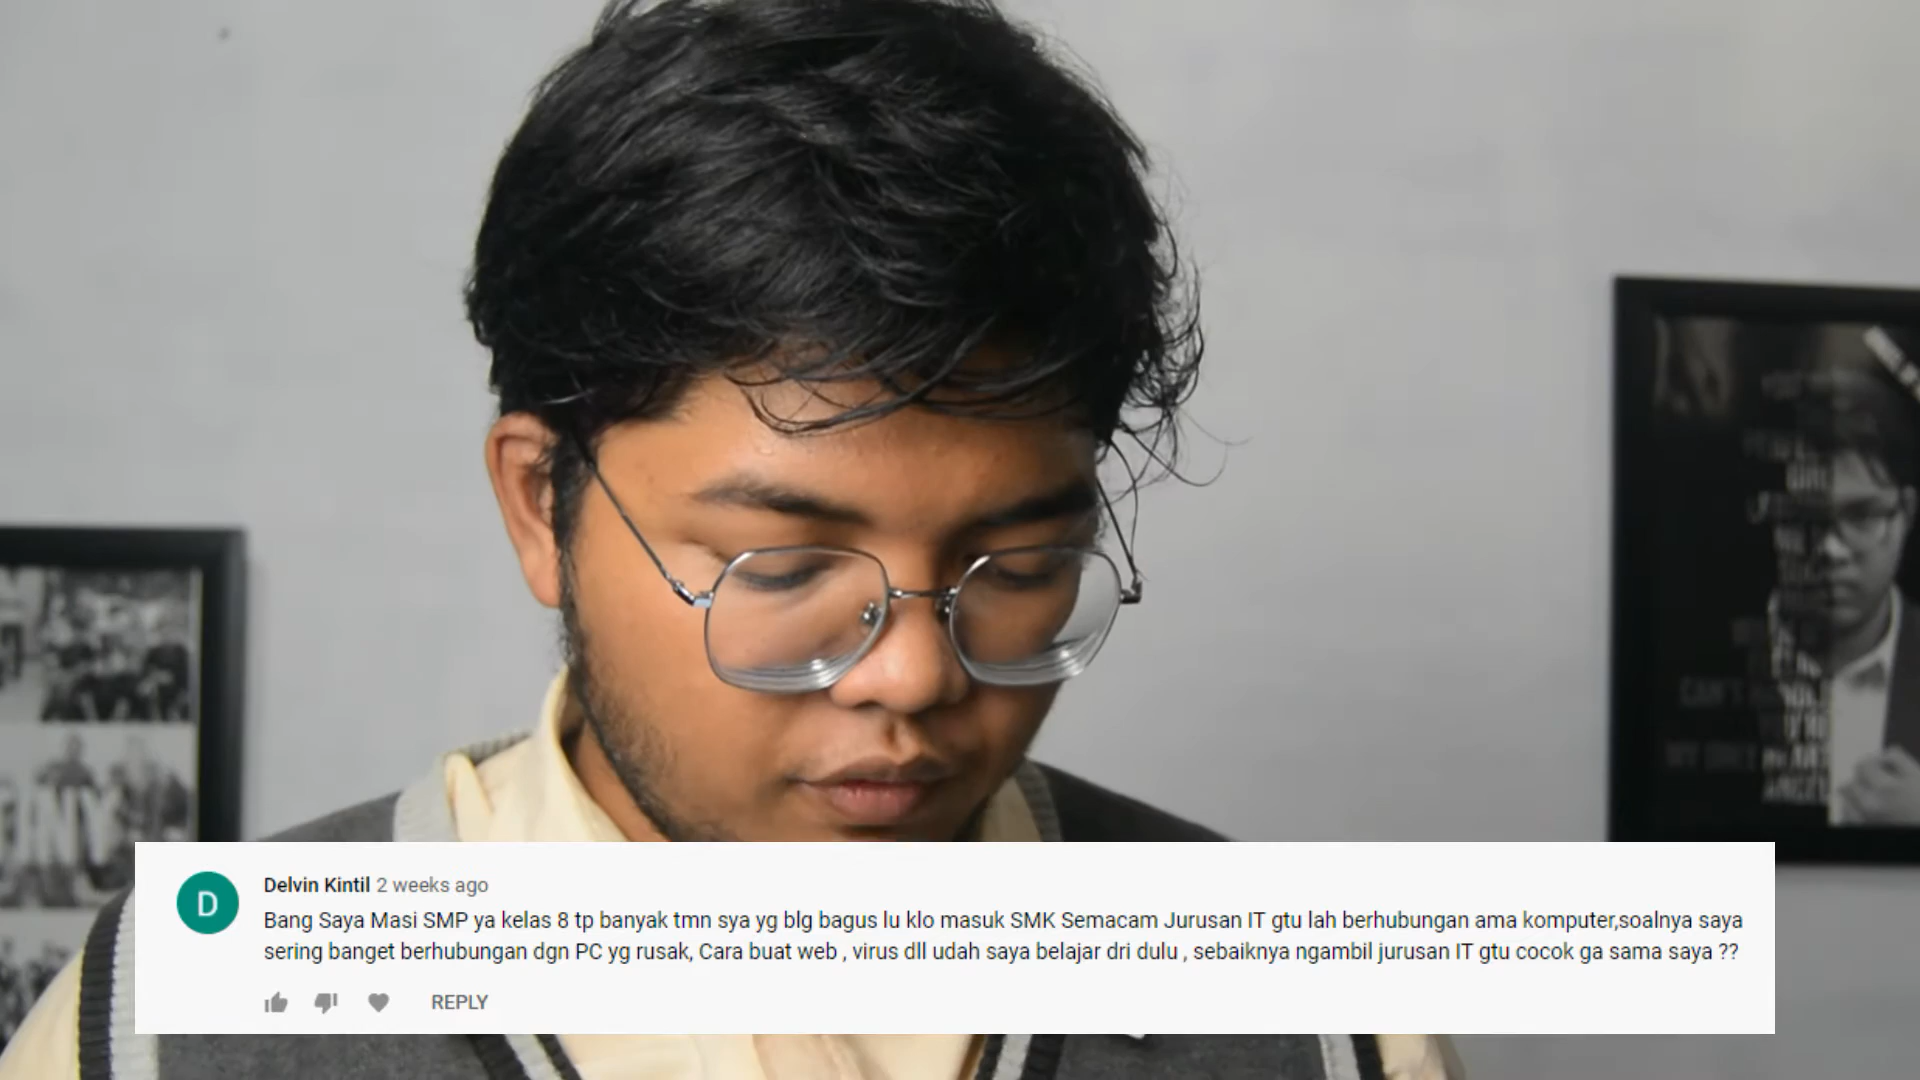 D
Delvin Kintil 2 weeks ago
Bang Saya Masi SMP ya kelas 8 tp banyak tmn sya yg blg bagus lu klo masuk SMK Semacam Jurusan IT gtu lah berhubungan ama komputer,soalnya saya
sering banget berhubungan dgn PC yg rusak, Cara buat web , virus dll udah saya belajar dri dulu , sebaiknya ngambil jurusan IT gtu cocok ga sama saya ??
REPLY